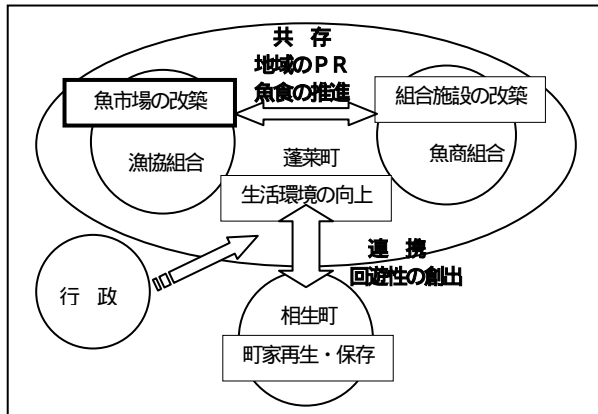 共 存
地域のＰＲ
魚食の推進
魚市場の改築
組合施設の改築
漁協組合
蓬莱町
魚商組合
生活環境の向上
連 携
回遊性の創出
行 政
相生町
町家再生・保存